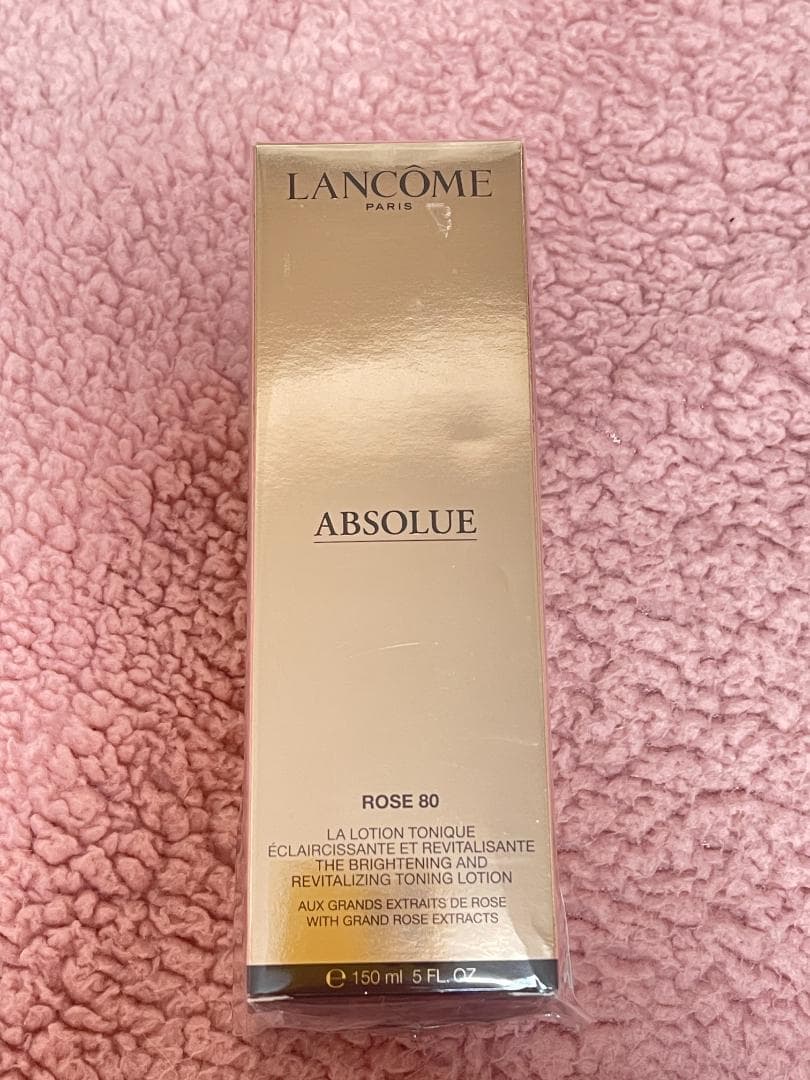 LANCÔME
PARIS
ABSOLUE
ROSE 80
LA LOTION TONIQUE
ÉCLAIRCISSANTE ET REVITALISANTE
THE BRIGHTENING AND
REVITALIZING TONING LOTION
AUX GRANDS EXTRAITS DE ROSE
WITH GRAND ROSE EXTRACTS
℮ 150 ml 5 FL. OZ